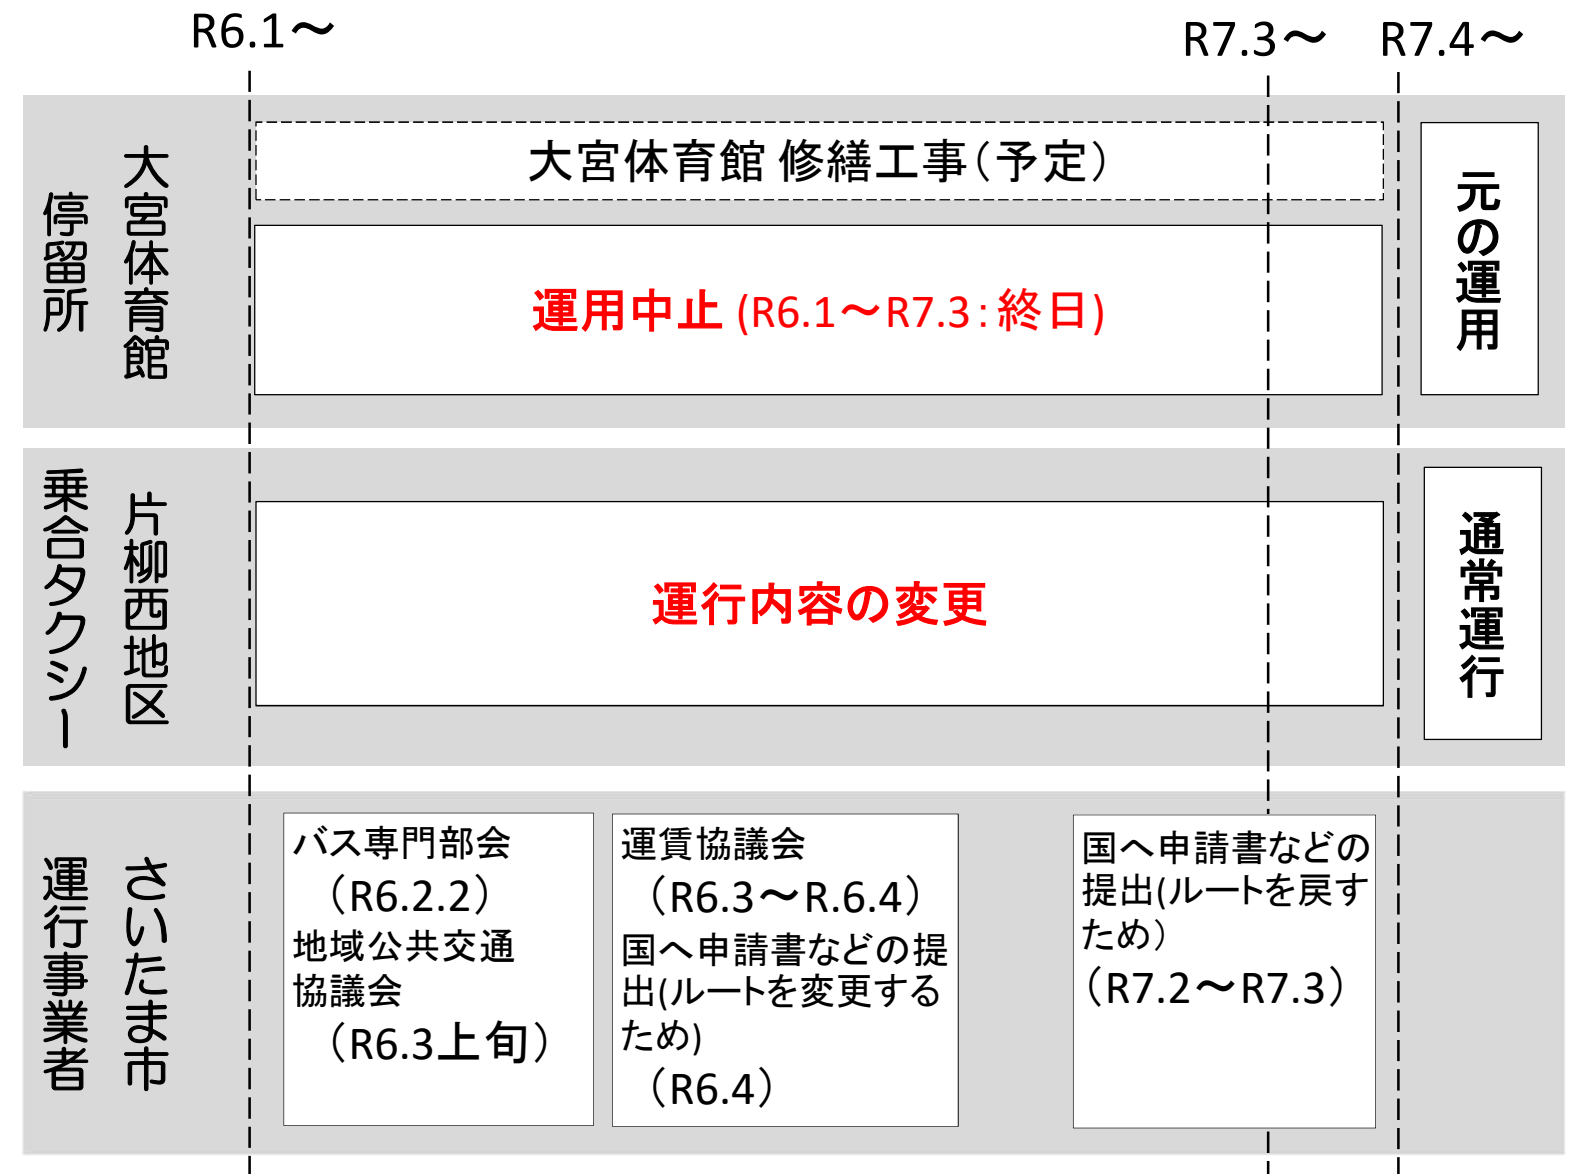 R6.1～
R7.3～
R7.4～
大宮体育館
停留所
大宮体育館 修繕工事（予定）
運用中止 (R6.1～R7.3：終日)
元の運用
片柳西地区
乗合タクシー
運行内容の変更
通常運行
さいたま市
運行事業者
バス専門部会
（R6.2.2）
地域公共交通
協議会
（R6.3上旬）
運賃協議会
（R6.3～R.6.4）
国へ申請書などの提
出(ルートを変更する
ため)
（R6.4）
国へ申請書などの
提出(ルートを戻す
ため）
（R7.2～R7.3）